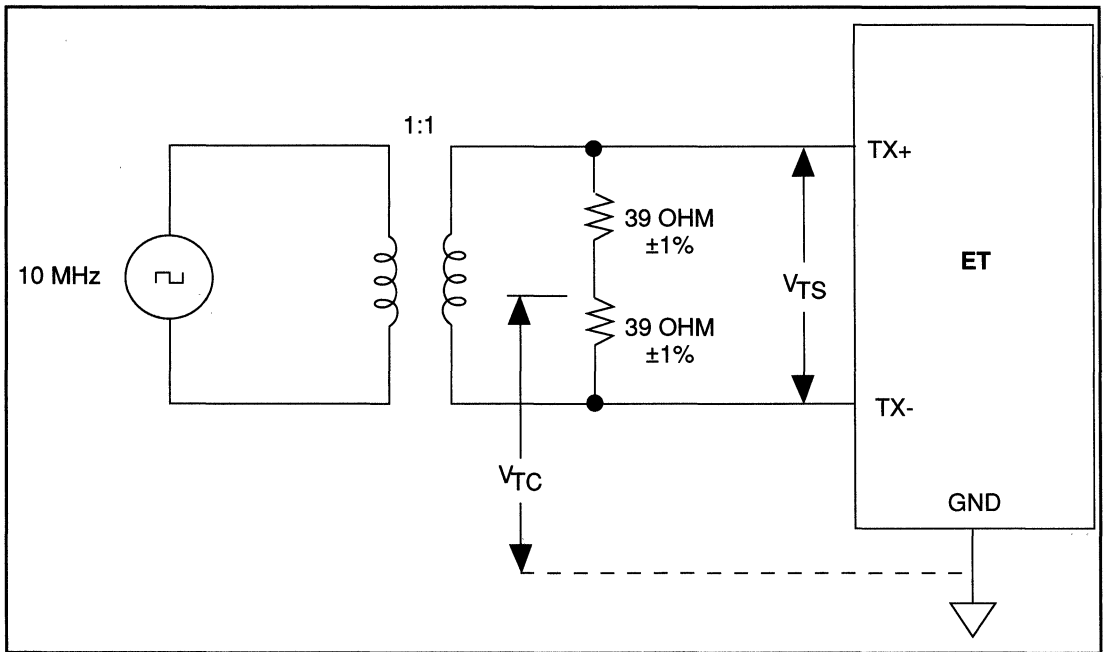 1:1
TX+
39 OHM
±1%
10 MHz
VTS
ET
39 OHM
±1%
TX-
VTC
GND